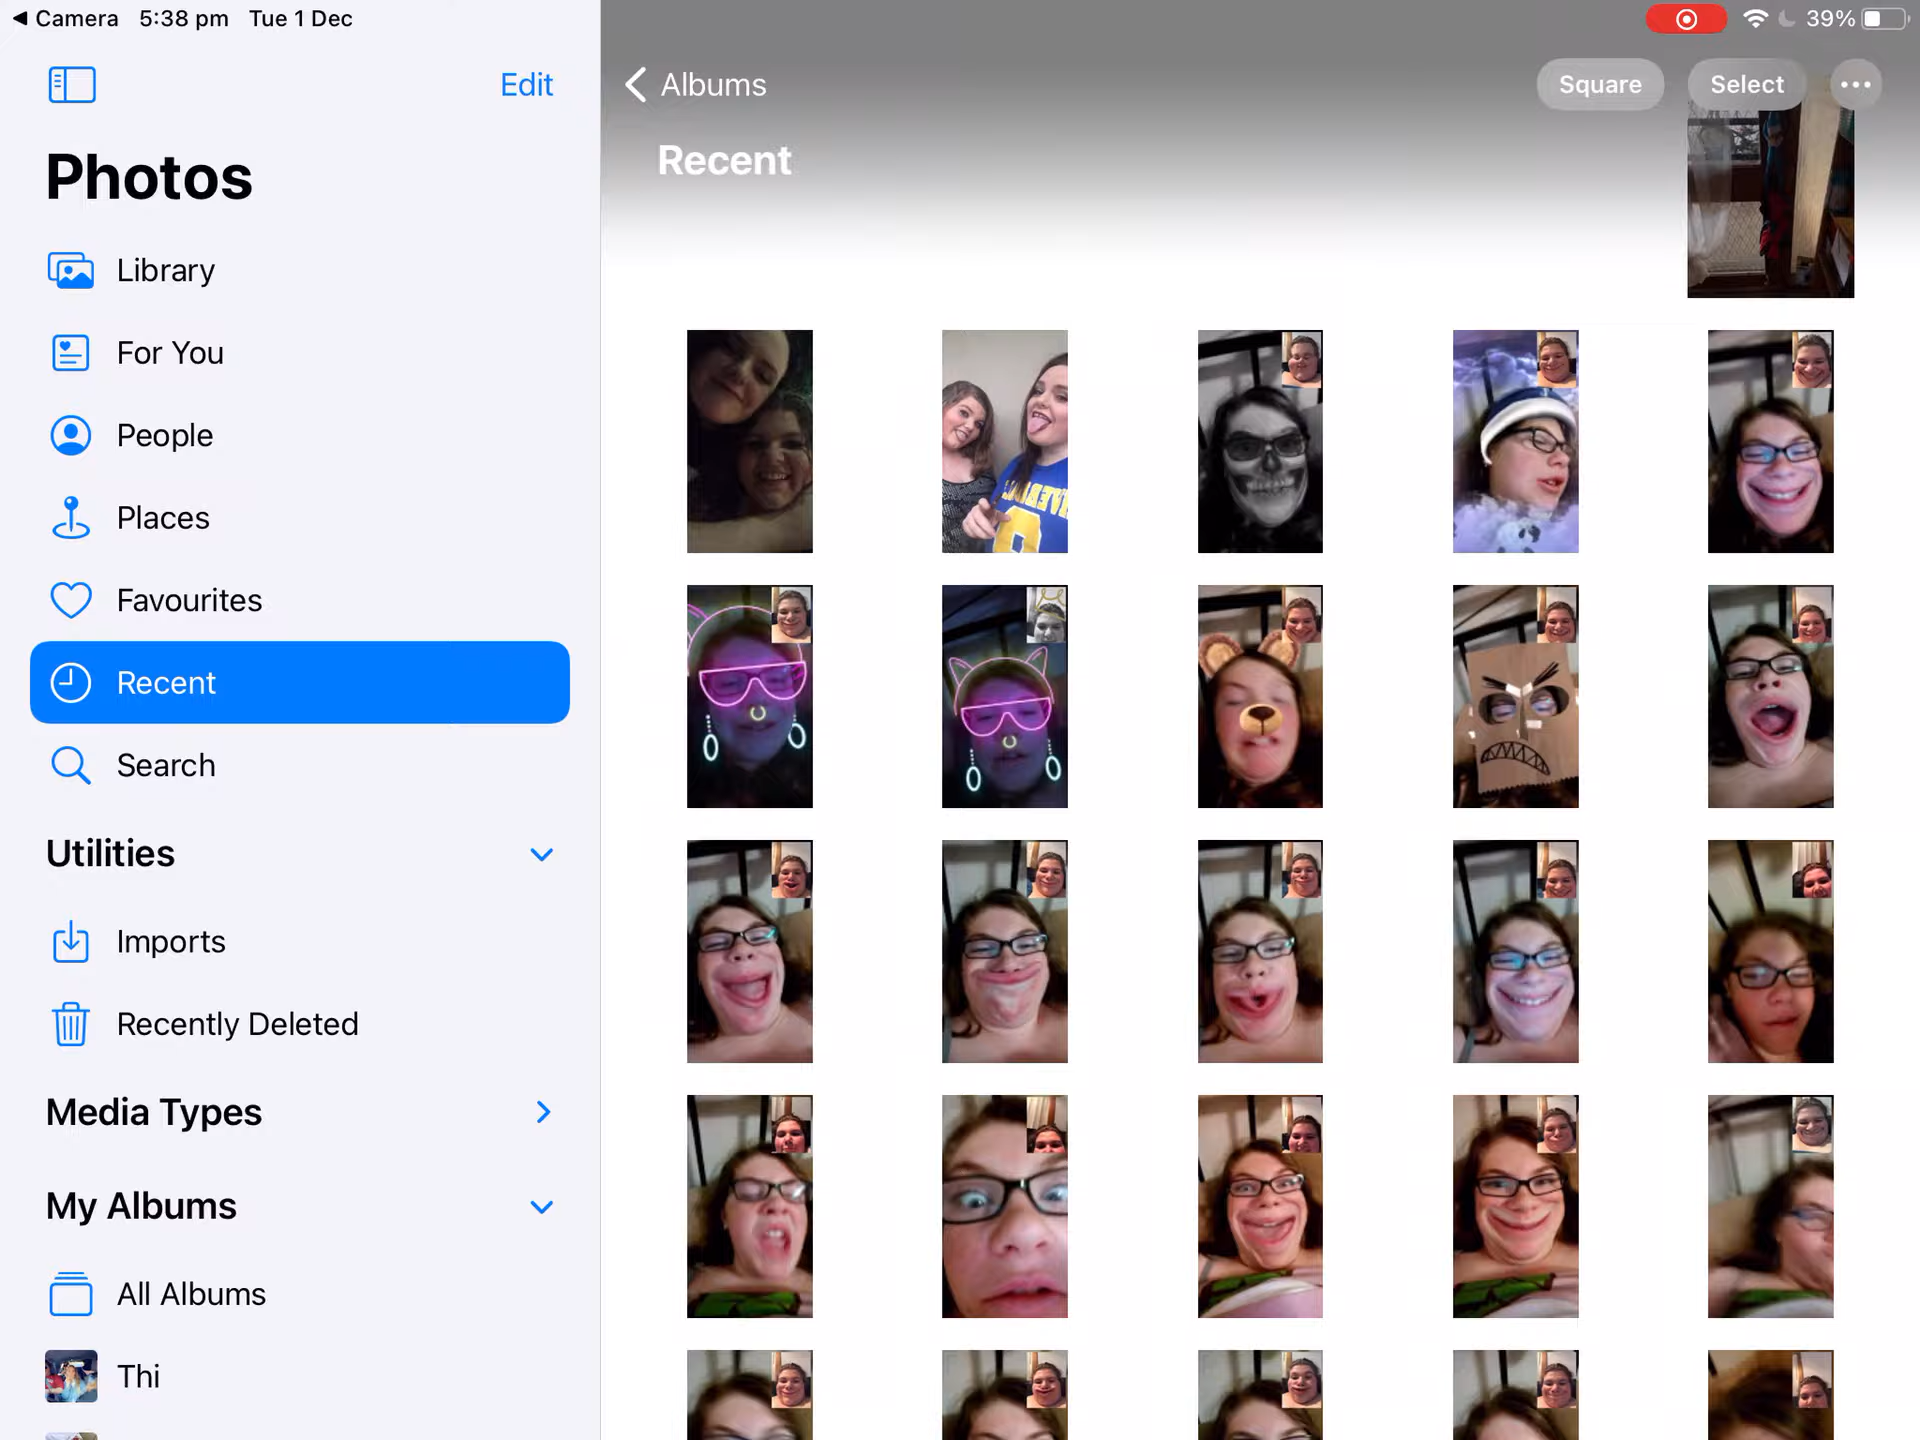 Camera 5:38 pm Tue 1 Dec
39%
Edit
Albums
Square
Select
Photos
Recent
Library
For You
People
Places
Favourites
Recent
Search
Utilities
Imports
Recently Deleted
Media Types
My Albums
All Albums
Thi